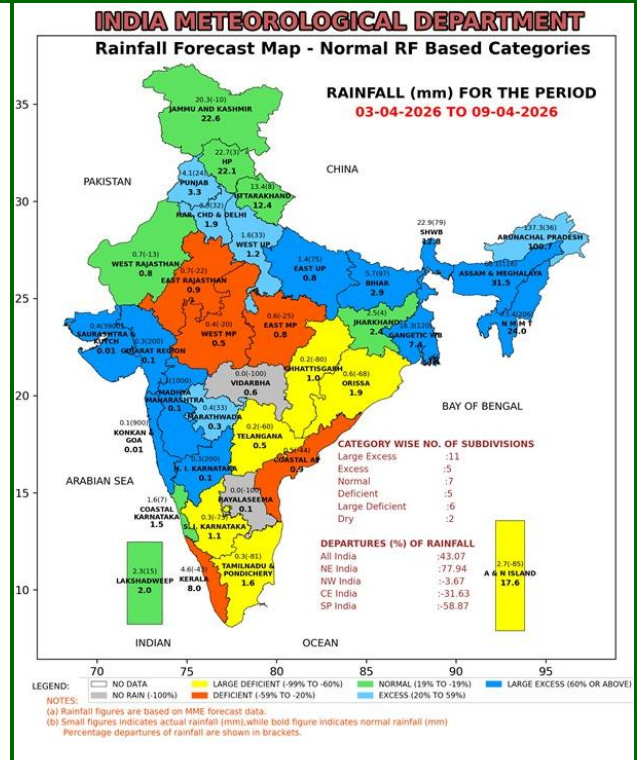 INDIA METEOROLOGICAL DEPARTMENT
Rainfall Forecast Map - Normal RF Based Categories
RAINFALL (mm) FOR THE PERIOD
03-04-2026 TO 09-04-2026
20.3(-10)
JAMMU AND KASHMIR
22.6
22.7(3)
HP
22.1
CHINA
PAKISTAN
4.1(24)
PUNJAB
3.3
13.4(8)
UTTARAKHAND
12.4
HAR. CHD & DELHI
1.9
1.6(33)
WEST UP
1.2
22.9(79)
SHWB
12.8
137.3(36)
ARUNACHAL PRADESH
100.7
0.7(-13)
WEST RAJASTHAN
0.8
0.7(-22)
EAST RAJASTHAN
0.9
1.4(75)
EAST UP
0.8
5.7(97)
BIHAR
2.9
ASSAM & MEGHALAYA
31.5
0.4(3900)
SAURASHTRA & KUTCH
0.01
0.3(200)
GUJARAT REGION
0.1
0.4(-20)
WEST MP
0.5
0.6(-25)
EAST MP
0.8
2.5(4)
JHARKHAND
2.4
GANGETIC WB
7.4
N M M T
24.0
0.2(-80)
CHHATTISGARH
1.0
0.6(-68)
ORISSA
1.9
0.0(-100)
VIDARBHA
0.6
MADHYA
MAHARASHTRA
0.1
0.4(33)
MARATHWADA
0.3
0.1(900)
KONKAN &
GOA
0.01
0.2(-60)
TELANGANA
0.5
BAY OF BENGAL
0.3(200)
N. I. KARNATAKA
0.1
0.5(-44)
COASTAL AP
0.9
ARABIAN SEA
1.6(7)
COASTAL
KARNATAKA
1.5
0.0(-100)
RAYALASEEMA
0.1
S. I. KARNATAKA
1.1
0.3(-81)
TAMILNADU &
PONDICHERY
1.6
KERALA
8.0
2.3(15)
LAKSHADWEEP
2.0
2.7(-85)
A & N ISLAND
17.6
CATEGORY WISE NO. OF SUBDIVISIONS
Large Excess :11
Excess :5
Normal :7
Deficient :5
Large Deficient :6
Dry :2
DEPARTURES (%) OF RAINFALL
All India :43.07
NE India :77.94
NW India :-3.67
CE India :-31.63
SP India :-58.87
INDIAN OCEAN
35
30
25
20
15
10
70 75 80 85 90 95
LEGEND:
NO DATA
LARGE DEFICIENT (-99% TO -60%)
NORMAL (19% TO -19%)
LARGE EXCESS (60% OR ABOVE)
NO RAIN (-100%)
DEFICIENT (-59% TO -20%)
EXCESS (20% TO 59%)
NOTES:
(a) Rainfall figures are based on MME forecast data.
(b) Small figures indicates actual rainfall (mm),while bold figure indicates normal rainfall (mm)
Percentage departures of rainfall are shown in brackets.